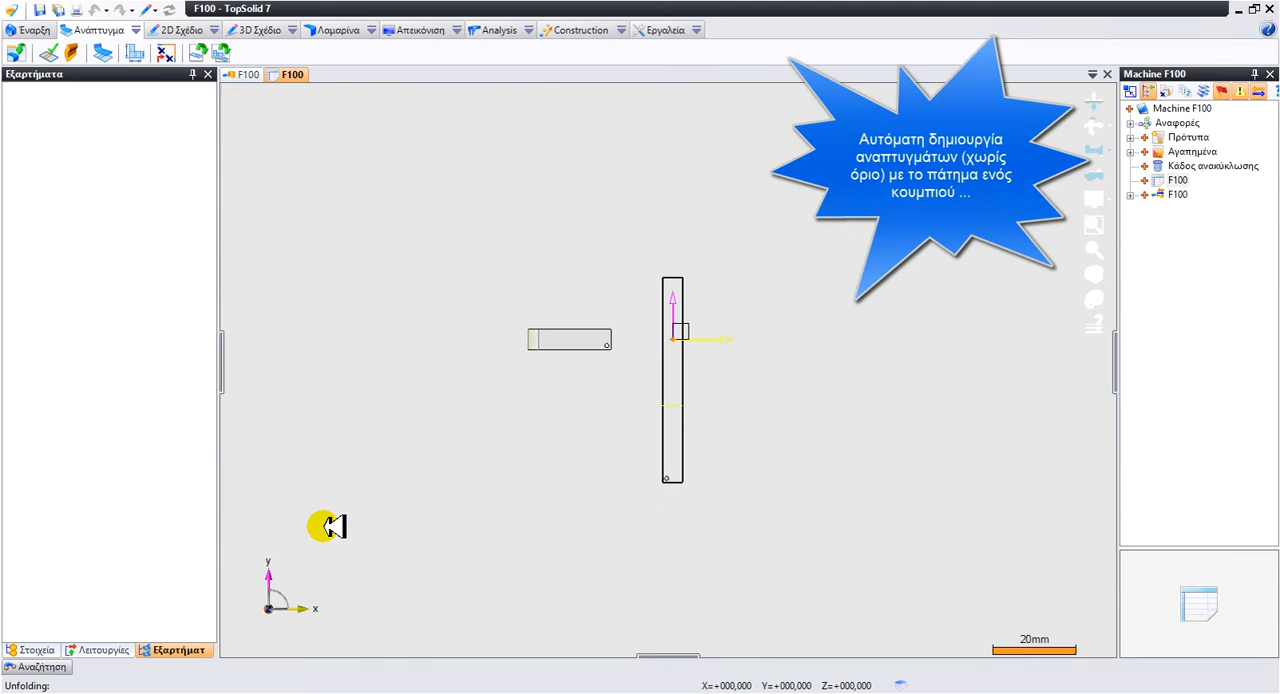 F100 - TopSolid 7
Έναρξη
Ανάπτυγμα
2D Σχέδιο
3D Σχέδιο
Λαμαρίνα
Απεικόνιση
Analysis
Construction
Εργαλεία
Εξαρτήματα
F100
F100
Machine F100
Machine F100
Αναφορές
Πρότυπα
Αγαπημένα
Κάδος ανακύκλωσης
F100
F100
Αυτόματη δημιουργία
αναπτυγμάτων (χωρίς
όριο) με το πάτημα ενός
κουμπιού ...
y
x
20mm
Στοιχεία
Λειτουργίες
Εξαρτήματ
Αναζήτηση
Unfolding:
X=+000,000 Y=+000,000 Z=+000,000